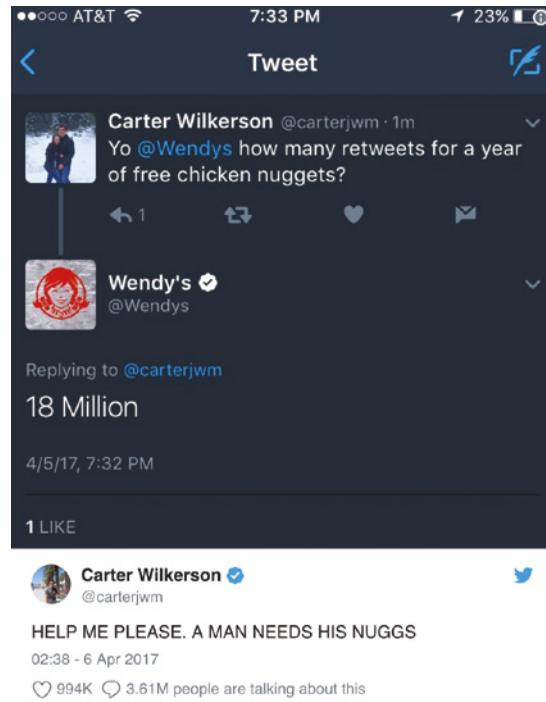 AT&T 7:33 PM 23%
Tweet
Carter Wilkerson @carterjwm · 1m
Yo @Wendys how many retweets for a year
of free chicken nuggets?
1
Wendy's
@Wendys
Replying to @carterjwm
18 Million
4/5/17, 7:32 PM
1 LIKE
Carter Wilkerson
@carterjwm
HELP ME PLEASE. A MAN NEEDS HIS NUGGS
02:38 - 6 Apr 2017
994K 3.61M people are talking about this